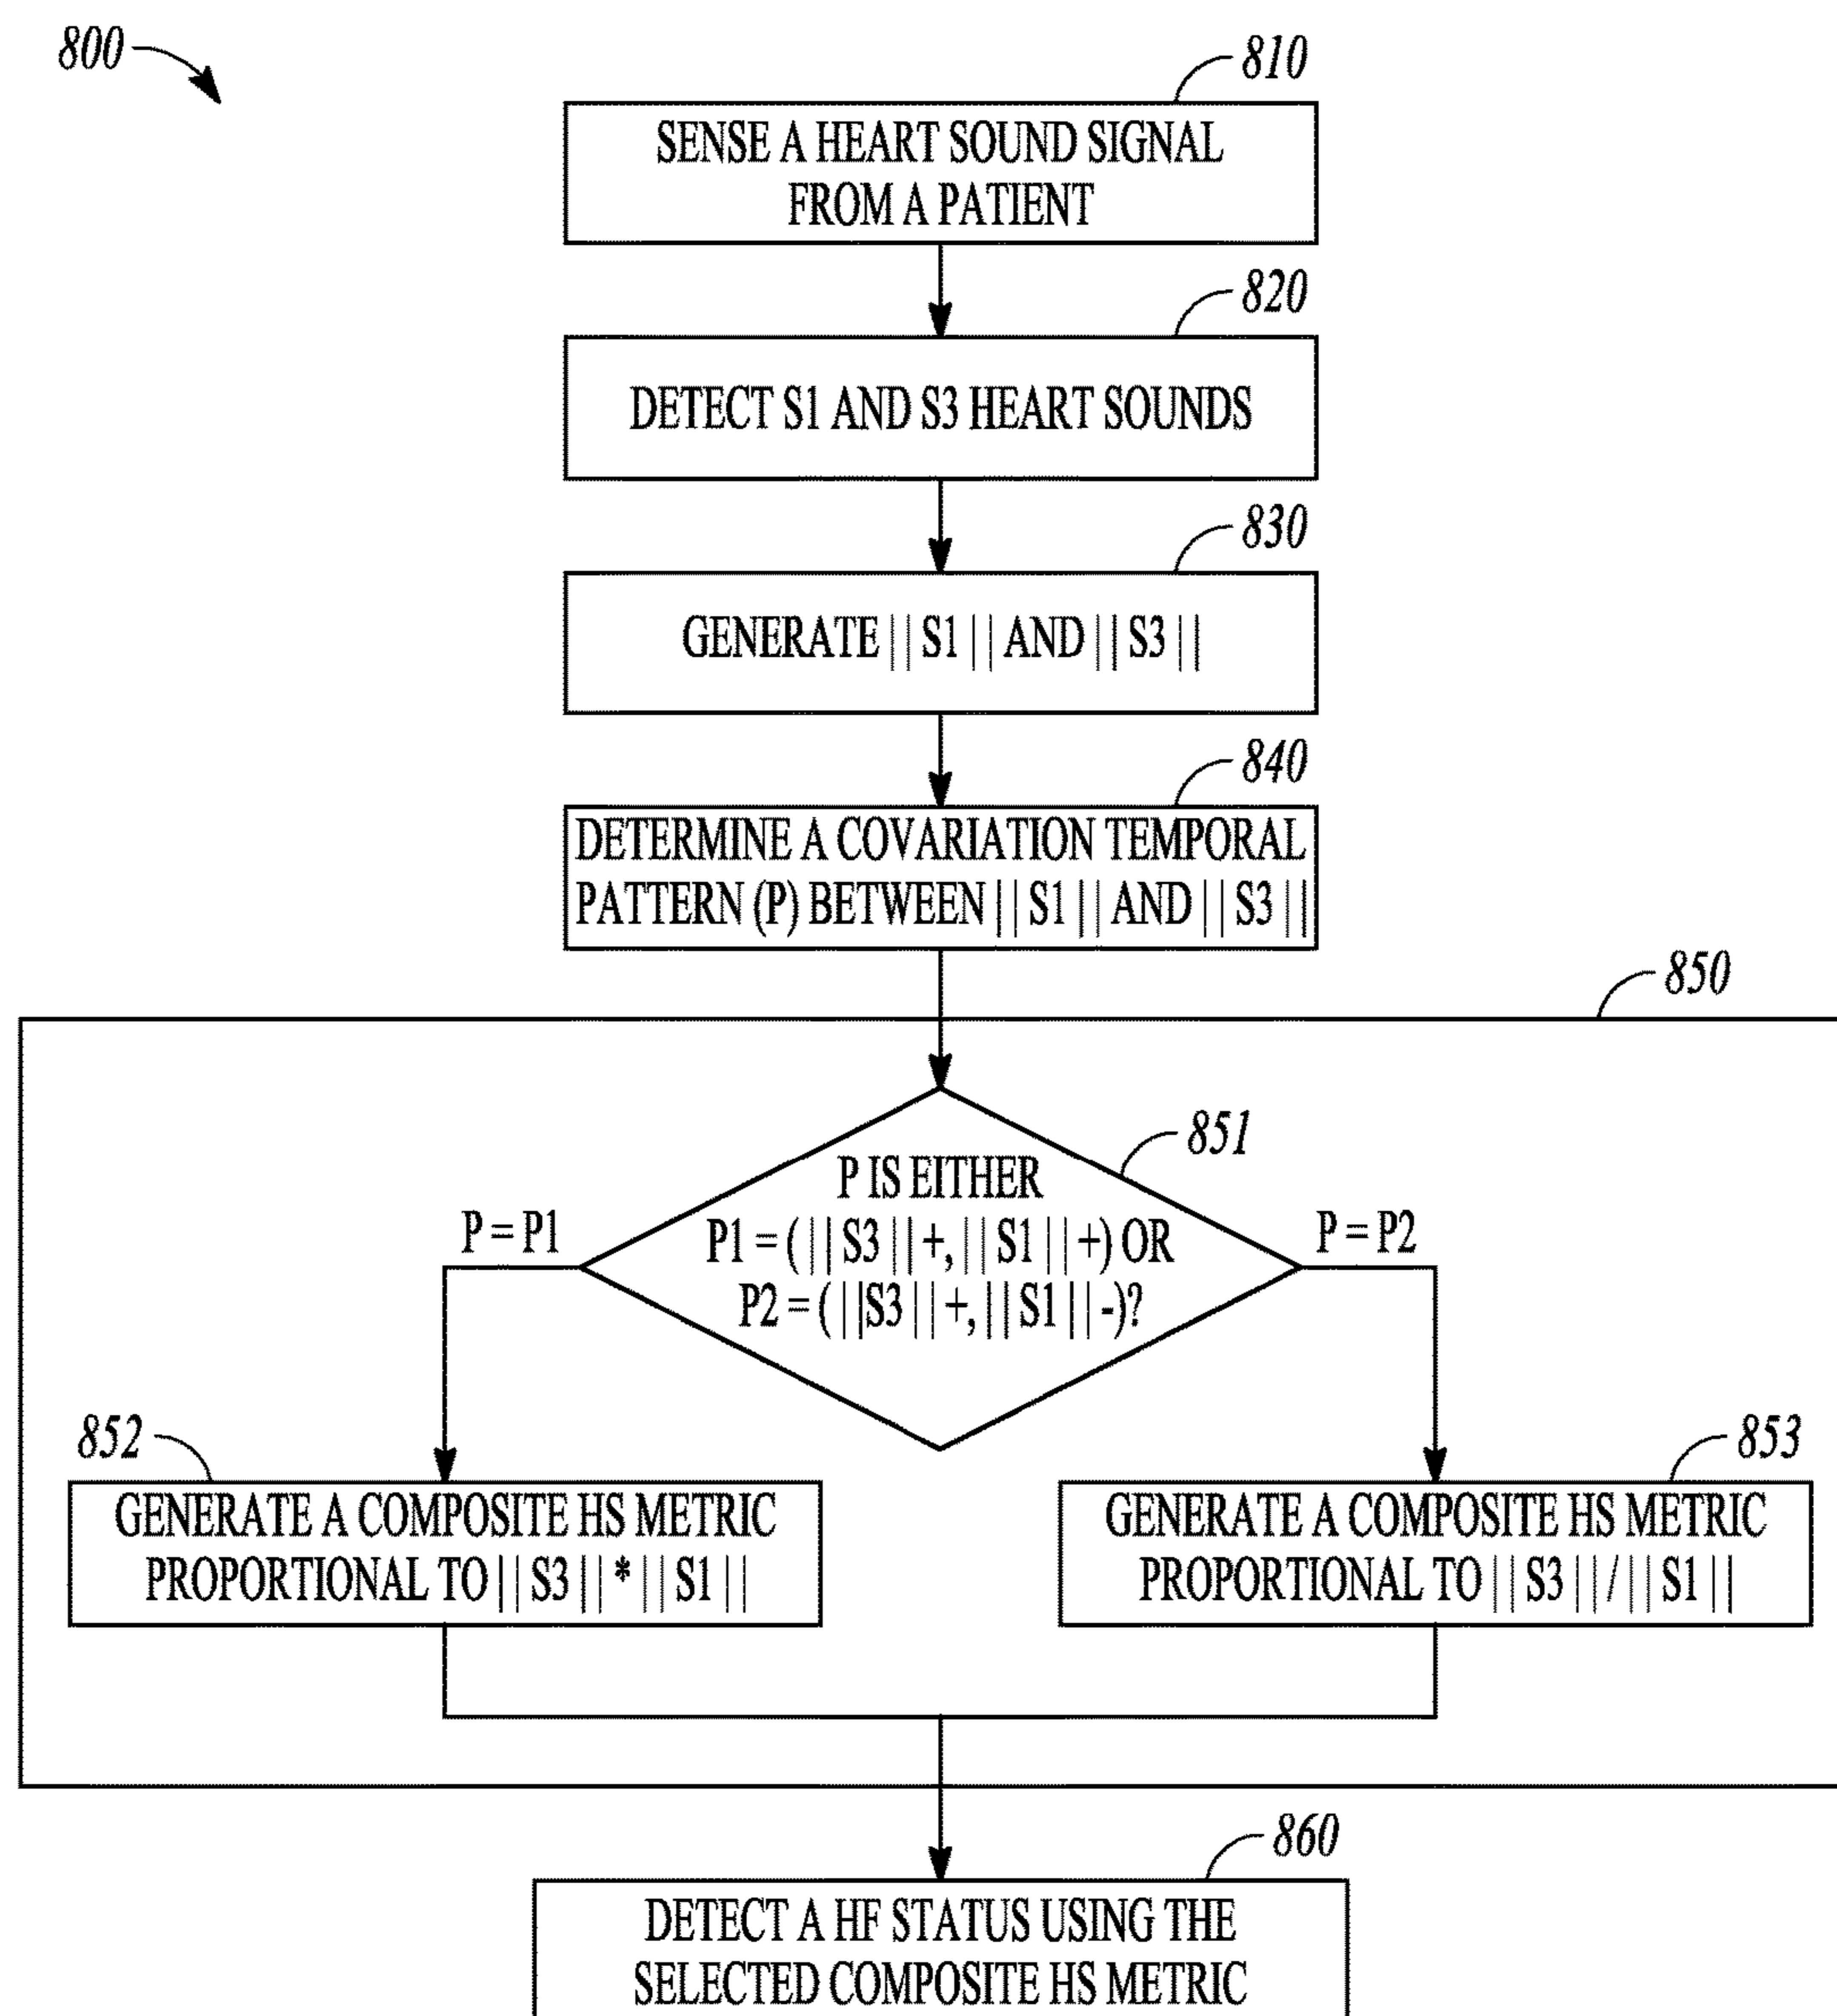 800
810
SENSE A HEART SOUND SIGNAL
FROM A PATIENT
820
DETECT S1 AND S3 HEART SOUNDS
830
GENERATE || S1 || AND || S3 ||
840
DETERMINE A COVARIATION TEMPORAL
PATTERN (P) BETWEEN || S1 || AND || S3 ||
850
851
P IS EITHER
P1 = ( || S3 || +, || S1 || +) OR
P2 = ( ||S3 || +, || S1 || -)?
P = P1
P = P2
852
GENERATE A COMPOSITE HS METRIC
PROPORTIONAL TO || S3 || * || S1 ||
853
GENERATE A COMPOSITE HS METRIC
PROPORTIONAL TO || S3 || / || S1 ||
860
DETECT A HF STATUS USING THE
SELECTED COMPOSITE HS METRIC